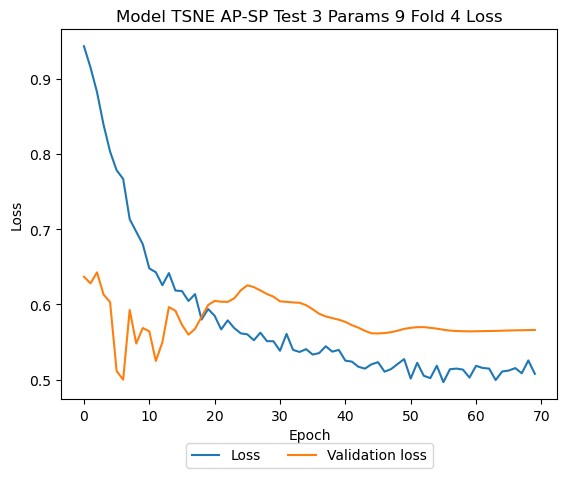 Model TSNE AP-SP Test 3 Params 9 Fold 4 Loss
Loss
0.9
0.8
0.7
0.6
0.5
0 10 20 30 40 50 60 70
Epoch
Loss Validation loss